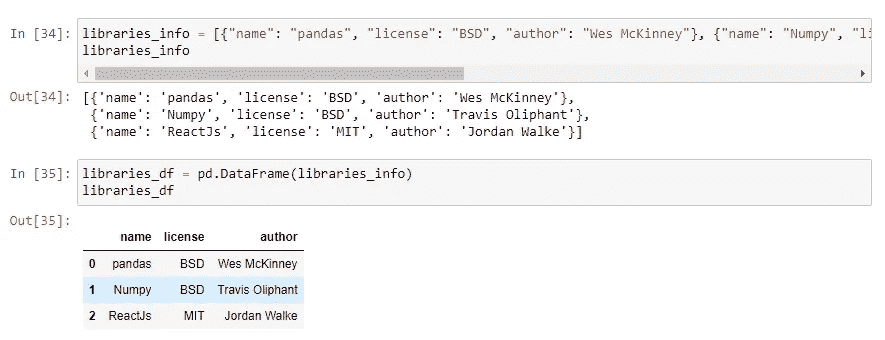 In [34]: libraries_info = [{"name": "pandas", "license": "BSD", "author": "Wes McKinney"}, {"name": "Numpy", "li
libraries_info
Out[34]: [{'name': 'pandas', 'license': 'BSD', 'author': 'Wes McKinney'},
{'name': 'Numpy', 'license': 'BSD', 'author': 'Travis Oliphant'},
{'name': 'ReactJs', 'license': 'MIT', 'author': 'Jordan Walke'}]
In [35]: libraries_df = pd.DataFrame(libraries_info)
libraries_df
Out[35]:
name license author
0 pandas BSD Wes McKinney
1 Numpy BSD Travis Oliphant
2 ReactJs MIT Jordan Walke